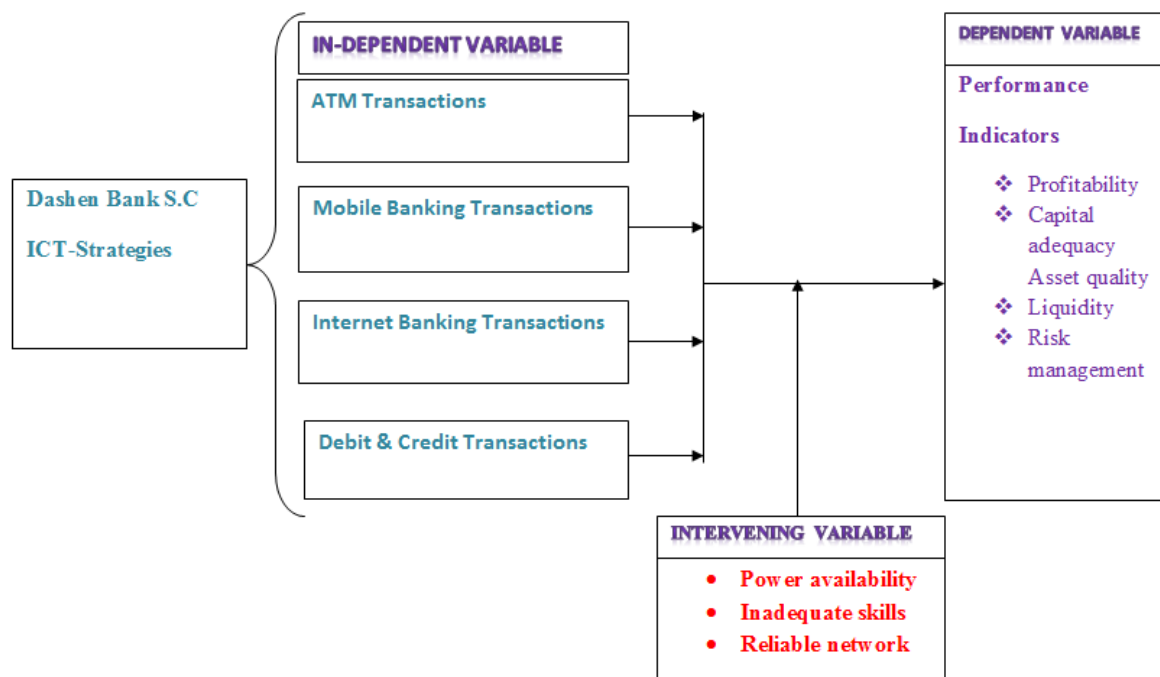 Dashen Bank S.C
ICT-Strategies
IN-DEPENDENT VARIABLE
ATM Transactions
Mobile Banking Transactions
Internet Banking Transactions
Debit & Credit Transactions
INTERVENING VARIABLE
• Power availability
• Inadequate skills
• Reliable network
DEPENDENT VARIABLE
Performance
Indicators
❖ Profitability
❖ Capital
adequacy
Asset quality
❖ Liquidity
❖ Risk
management